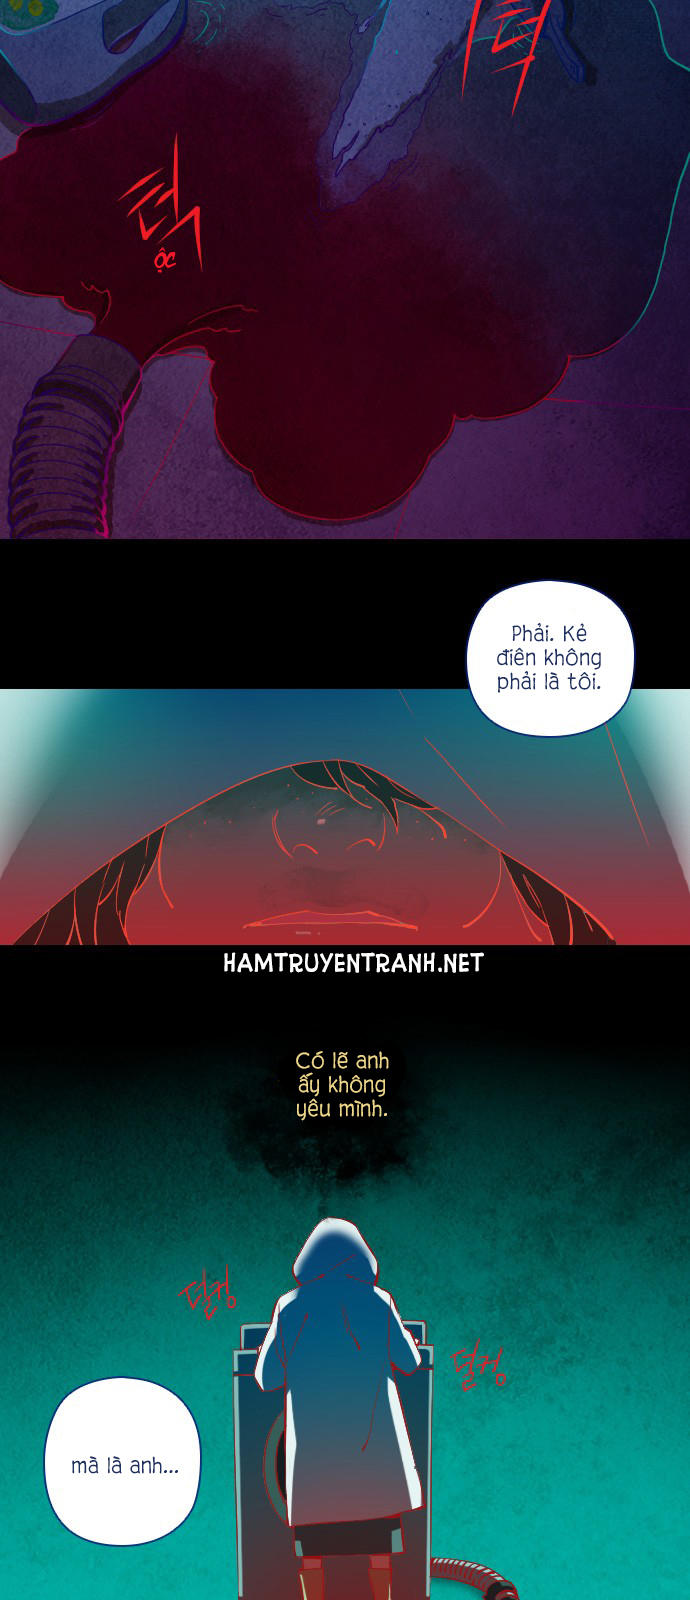 턱
턱
ỘC
Phải. Kẻ
điên không
phải là tôi.
HAMTRUYENTRANH.NET
Có lẽ anh
ấy không
yêu mình.
덜컹
덜컹
mà là anh...